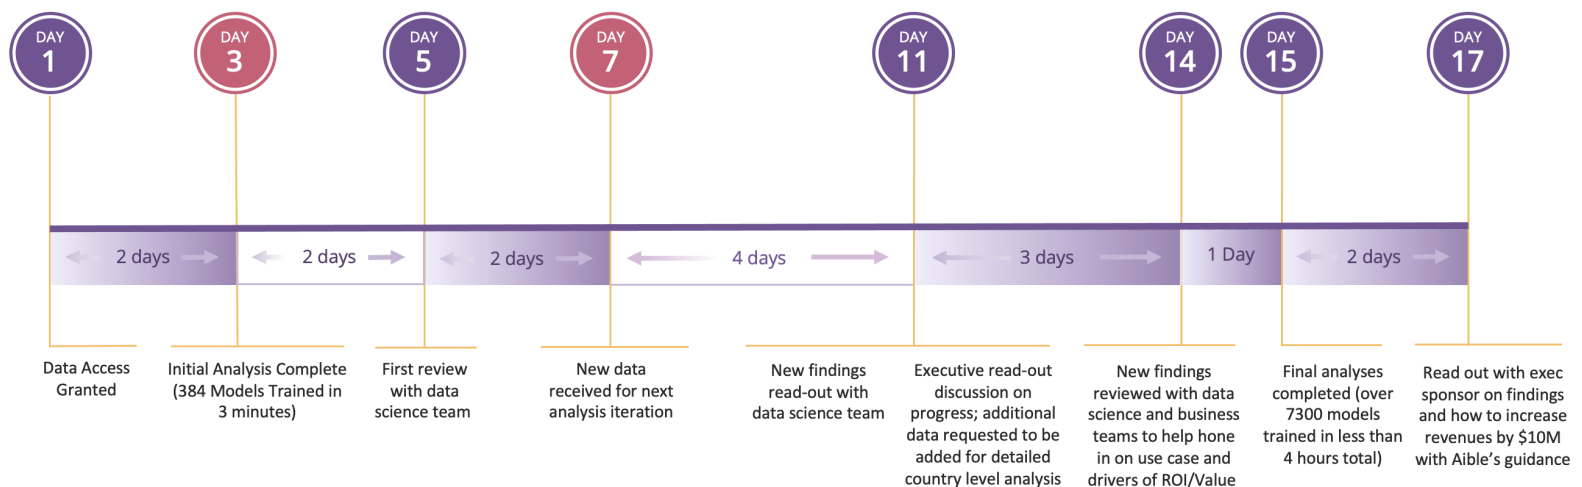 DAY
1
DAY
3
DAY
5
DAY
7
DAY
11
DAY
14
DAY
15
DAY
17
2 days
2 days
2 days
4 days
3 days
1 Day
2 days
Data Access
Granted
Initial Analysis Complete
(384 Models Trained in
3 minutes)
First review
with data
science team
New data
received for next
analysis iteration
New findings
read-out with
data science team
Executive read-out
discussion on
progress; additional
data requested to be
added for detailed
country level analysis
New findings
reviewed with data
science and business
teams to help hone
in on use case and
drivers of ROI/Value
Final analyses
completed (over
7300 models
trained in less than
4 hours total)
Read out with exec
sponsor on findings
and how to increase
revenues by $10M
with Aible’s guidance